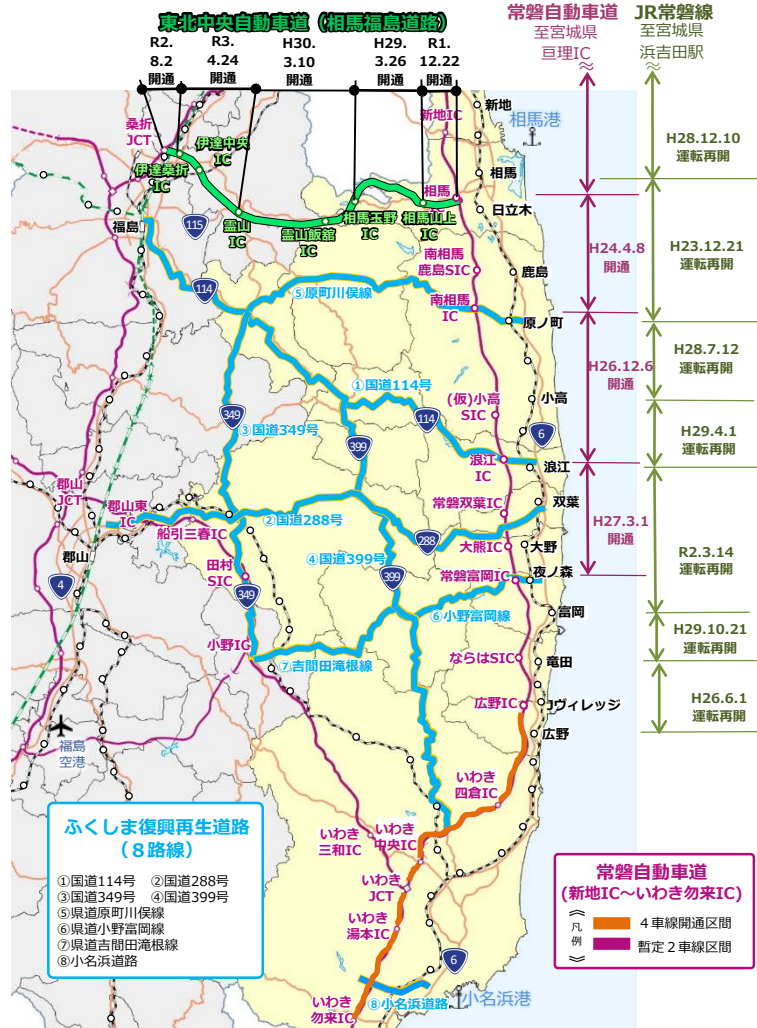 東北中央自動車道（相馬福島道路）
常磐自動車道
至宮城県
亘理IC
JR常磐線
至宮城県
浜吉田駅
R2.
8.2
開通
R3.
4.24
開通
H30.
3.10
開通
H29.
3.26
開通
R1.
12.22
開通
桑折
JCT
伊達桑折
IC
伊達中央
IC
霊山
IC
霊山飯舘
IC
相馬玉野
IC
相馬山上
IC
相馬
新地IC
新地
相馬港
相馬
日立木
H28.12.10
運転再開
福島
115
114
⑤原町川俣線
南相馬
鹿島SIC
鹿島
南相馬
IC
原ノ町
H24.4.8
開通
H23.12.21
運転再開
①国道114号
349
③国道349号
399
114
(仮)小高
SIC
小高
6
浪江
IC
浪江
H26.12.6
開通
H28.7.12
運転再開
H29.4.1
運転再開
郡山
JCT
郡山東
IC
船引三春IC
②国道288号
常磐双葉IC
双葉
288
大熊IC
大野
H27.3.1
開通
R2.3.14
運転再開
郡山
4
田村
SIC
349
④国道399号
399
常磐富岡IC
夜ノ森
⑥小野富岡線
富岡
小野IC
⑦吉間田滝根線
ならはSIC
竜田
H29.10.21
運転再開
広野IC
Jヴィレッジ
広野
H26.6.1
運転再開
福島
空港
いわき
四倉IC
いわき
中央IC
いわき
三和IC
いわき
JCT
いわき
湯本IC
6
⑧小名浜道路
小名浜港
いわき
勿来IC
ふくしま復興再生道路
（８路線）
①国道114号　②国道288号
③国道349号　④国道399号
⑤県道原町川俣線
⑥県道小野富岡線
⑦県道吉間田滝根線
⑧小名浜道路
常磐自動車道
(新地IC～いわき勿来IC)
《凡例》
４車線開通区間
暫定２車線区間